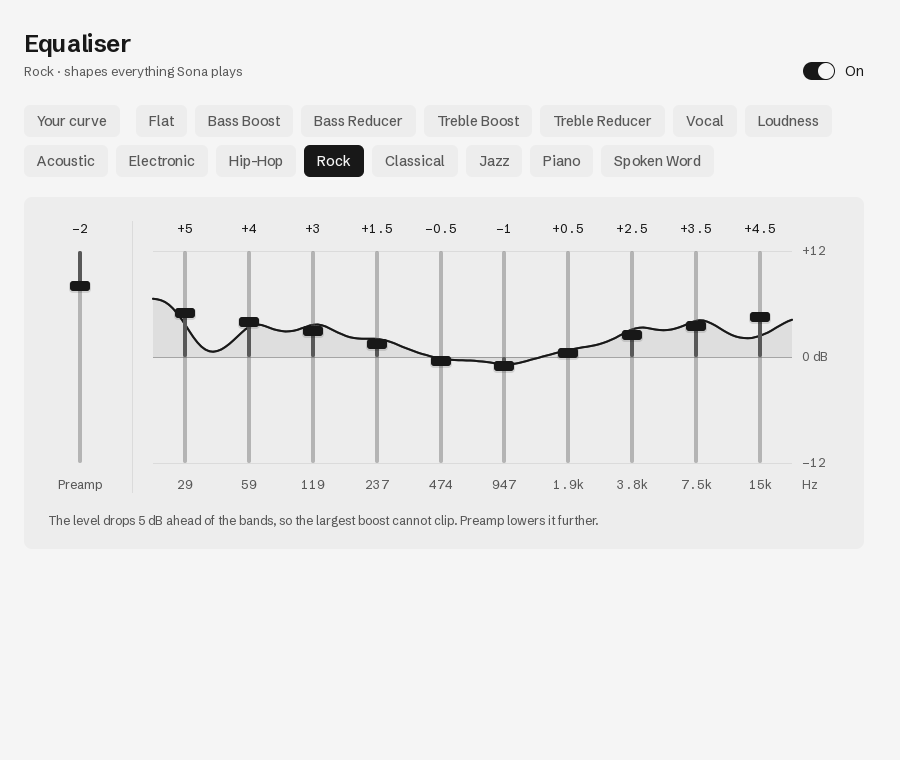 Equaliser
Rock · shapes everything Sona plays
On
Your curve Flat Bass Boost Bass Reducer Treble Boost Treble Reducer Vocal Loudness
Acoustic Electronic Hip-Hop Rock Classical Jazz Piano Spoken Word
−2 +5 +4 +3 +1.5 −0.5 −1 +0.5 +2.5 +3.5 +4.5
+12
0 dB
−12
Preamp 29 59 119 237 474 947 1.9k 3.8k 7.5k 15k Hz
The level drops 5 dB ahead of the bands, so the largest boost cannot clip. Preamp lowers it further.